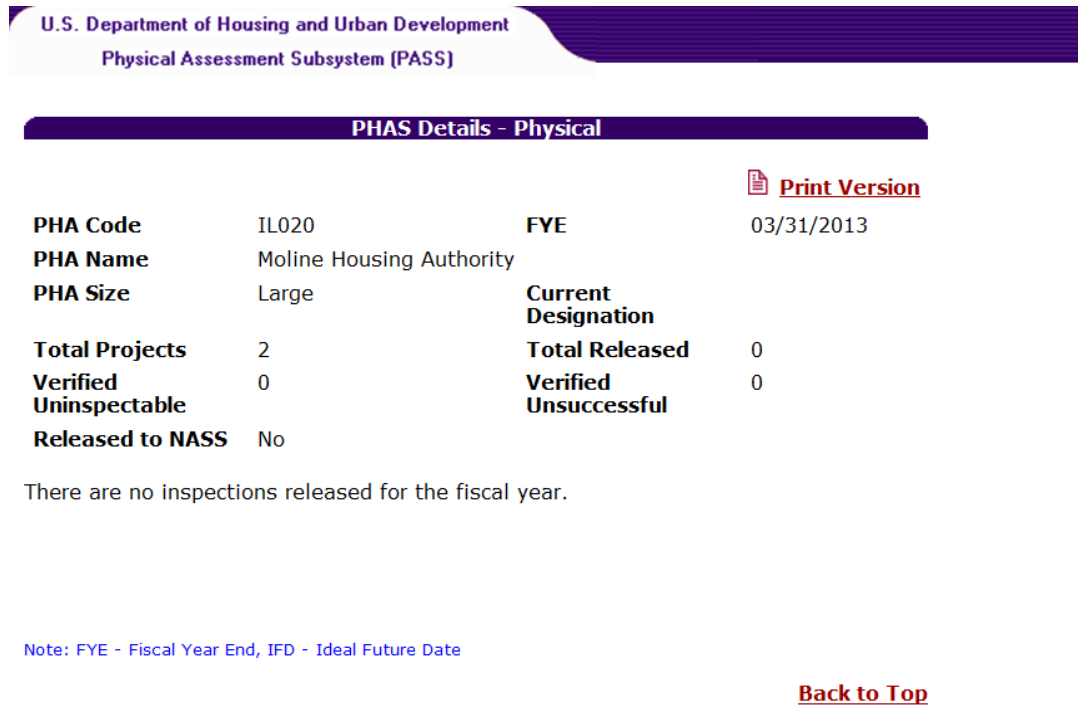 U.S. Department of Housing and Urban Development
Physical Assessment Subsystem (PASS)
PHAS Details - Physical
Print Version
PHA Code IL020 FYE 03/31/2013
PHA Name Moline Housing Authority
PHA Size Large Current Designation
Total Projects 2 Total Released 0
Verified Uninspectable 0 Verified Unsuccessful 0
Released to NASS No
There are no inspections released for the fiscal year.
Note: FYE - Fiscal Year End, IFD - Ideal Future Date
Back to Top